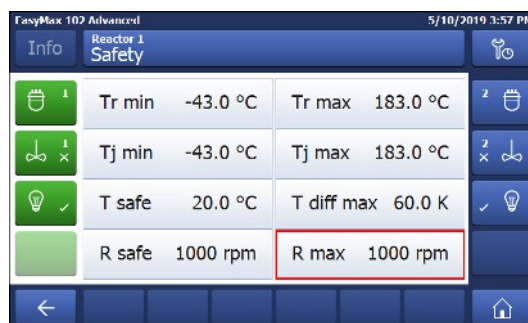 EasyMax 102 Advanced 5/10/2019 3:57 PM
Info
Reactor 1
Safety
1 Tr min -43.0 °C Tr max 183.0 °C 2
1 Tj min -43.0 °C Tj max 183.0 °C 2
T safe 20.0 °C T diff max 60.0 K
R safe 1000 rpm R max 1000 rpm